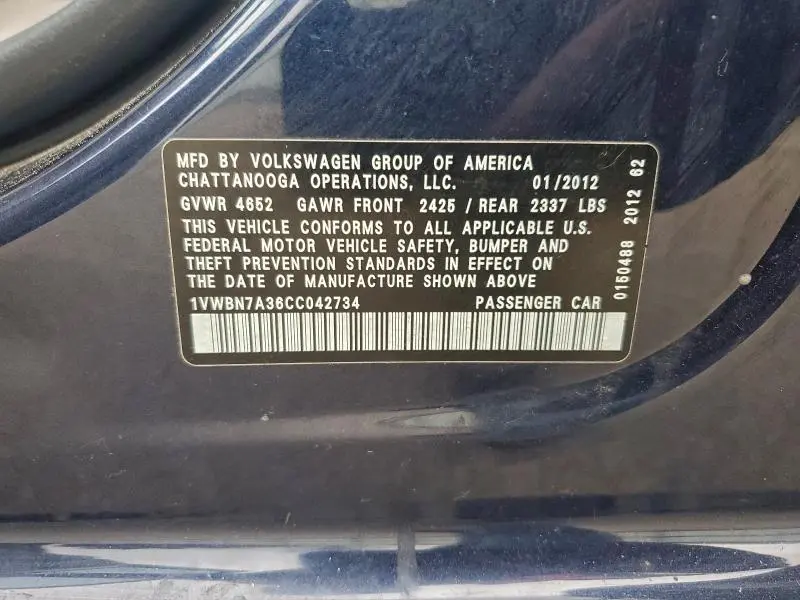 MFD BY VOLKSWAGEN GROUP OF AMERICA
CHATTANOOGA OPERATIONS, LLC. 01/2012
GVWR 4652 GAWR FRONT 2425 / REAR 2337 LBS
THIS VEHICLE CONFORMS TO ALL APPLICABLE U.S.
FEDERAL MOTOR VEHICLE SAFETY, BUMPER AND
THEFT PREVENTION STANDARDS IN EFFECT ON
THE DATE OF MANUFACTURE SHOWN ABOVE
1VWBN7A36CC042734 PASSENGER CAR
0150488 2012 62